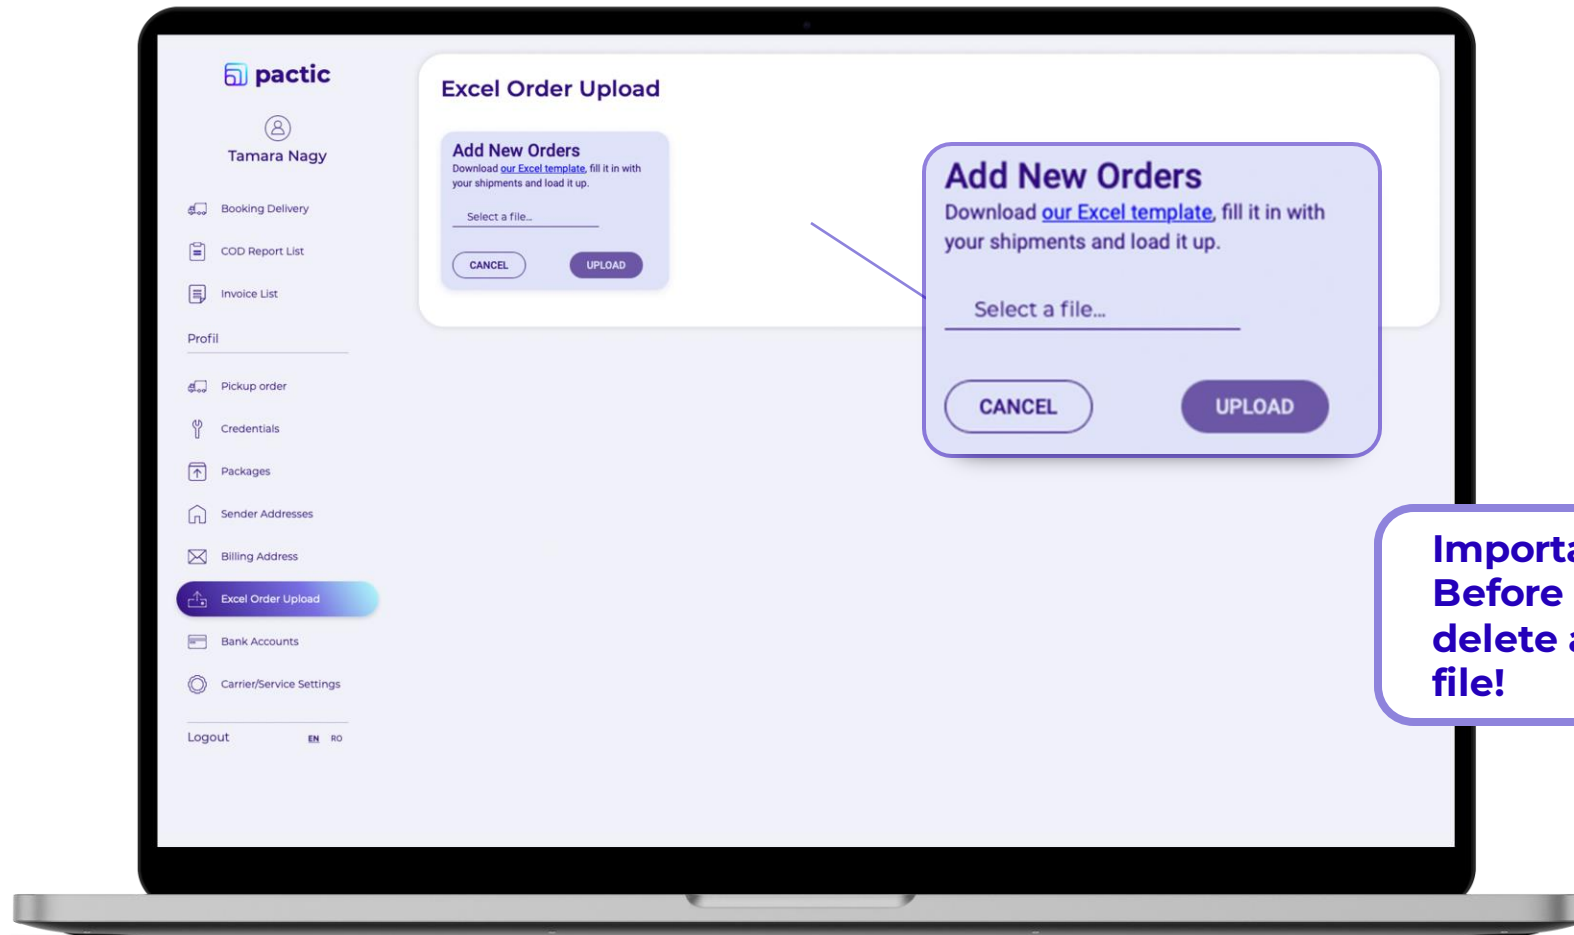 pactic
Tamara Nagy
Booking Delivery
COD Report List
Invoice List
Profil
Pickup order
Credentials
Packages
Sender Addresses
Billing Address
Excel Order Upload
Bank Accounts
Carrier/Service Settings
Logout
EN RO
Excel Order Upload
Add New Orders
Download our Excel template, fill it in with
your shipments and load it up.
Select a file...
CANCEL UPLOAD
Add New Orders
Download our Excel template, fill it in with
your shipments and load it up.
Select a file...
CANCEL UPLOAD
Before
delete
file!